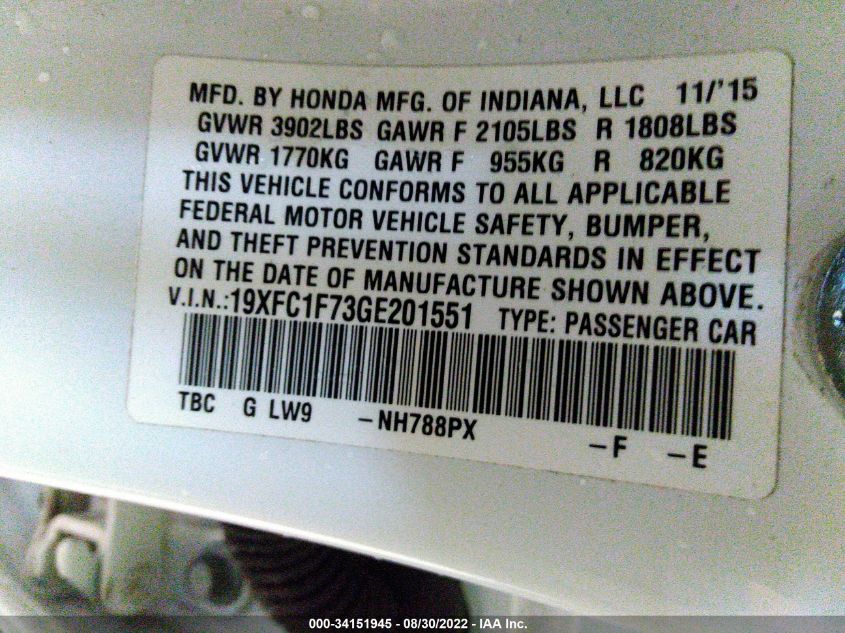 MFD. BY HONDA MFG. OF INDIANA, LLC 11/'15
GVWR 3902LBS GAWR F 2105LBS R 1808LBS
GVWR 1770KG GAWR F 955KG R 820KG
THIS VEHICLE CONFORMS TO ALL APPLICABLE
FEDERAL MOTOR VEHICLE SAFETY, BUMPER,
AND THEFT PREVENTION STANDARDS IN EFFECT
ON THE DATE OF MANUFACTURE SHOWN ABOVE.
V.I.N.:19XFC1F73GE201551 TYPE: PASSENGER CAR
TBC G LW9 -NH788PX -F -E
000-34151945 - 08/30/2022 - IAA Inc.